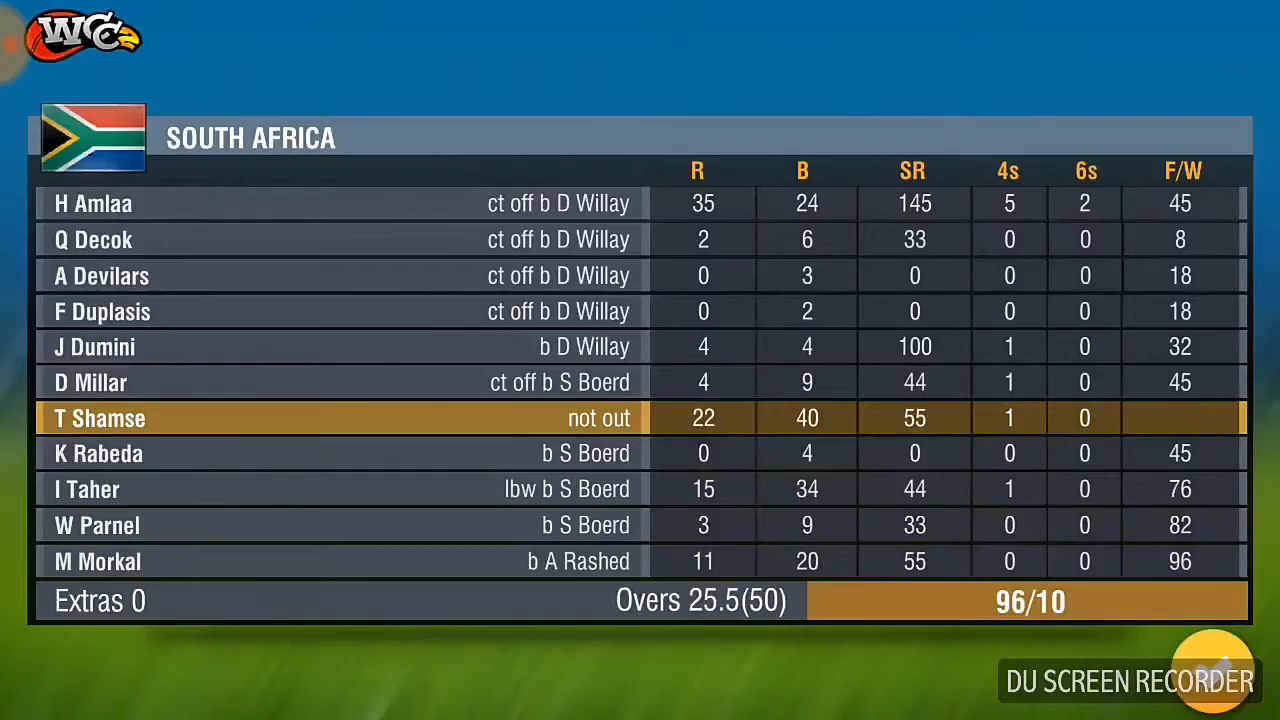 WCC
SOUTH AFRICA
R B SR 4s 6s F/W
H Amlaa ct off b D Willay 35 24 145 5 2 45
Q Decok ct off b D Willay 2 6 33 0 0 8
A Devilars ct off b D Willay 0 3 0 0 0 18
F Duplasis ct off b D Willay 0 2 0 0 0 18
J Dumini b D Willay 4 4 100 1 0 32
D Millar ct off b S Boerd 4 9 44 1 0 45
T Shamse not out 22 40 55 1 0
K Rabeda b S Boerd 0 4 0 0 0 45
I Taher lbw b S Boerd 15 34 44 1 0 76
W Parnel b S Boerd 3 9 33 0 0 82
M Morkal b A Rashed 11 20 55 0 0 96
Extras 0 Overs 25.5(50) 96/10
DU SCREEN RECORDER